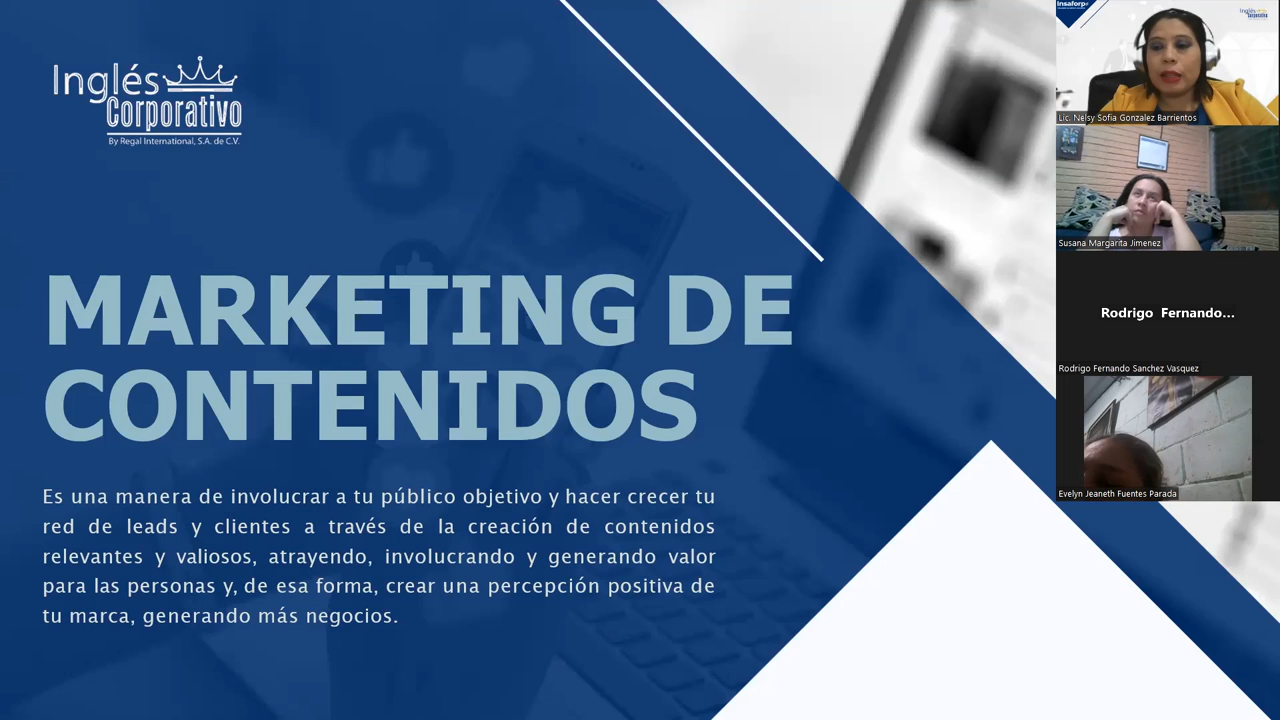 Inglés
Corporativo
By Regal International, S.A. de C.V.
MARKETING DE
CONTENIDOS
Es una manera de involucrar a tu público objetivo y hacer crecer tu
red de leads y clientes a través de la creación de contenidos
relevantes y valiosos, atrayendo, involucrando y generando valor
para las personas y, de esa forma, crear una percepción positiva de
tu marca, generando más negocios.
Insaforp
Inglés
Corporativo
Lic. Nelsy Sofia Gonzalez Barrientos
Susana Margarita Jimenez
Rodrigo Fernando...
Rodrigo Fernando Sanchez Vasquez
Evelyn Jeaneth Fuentes Parada